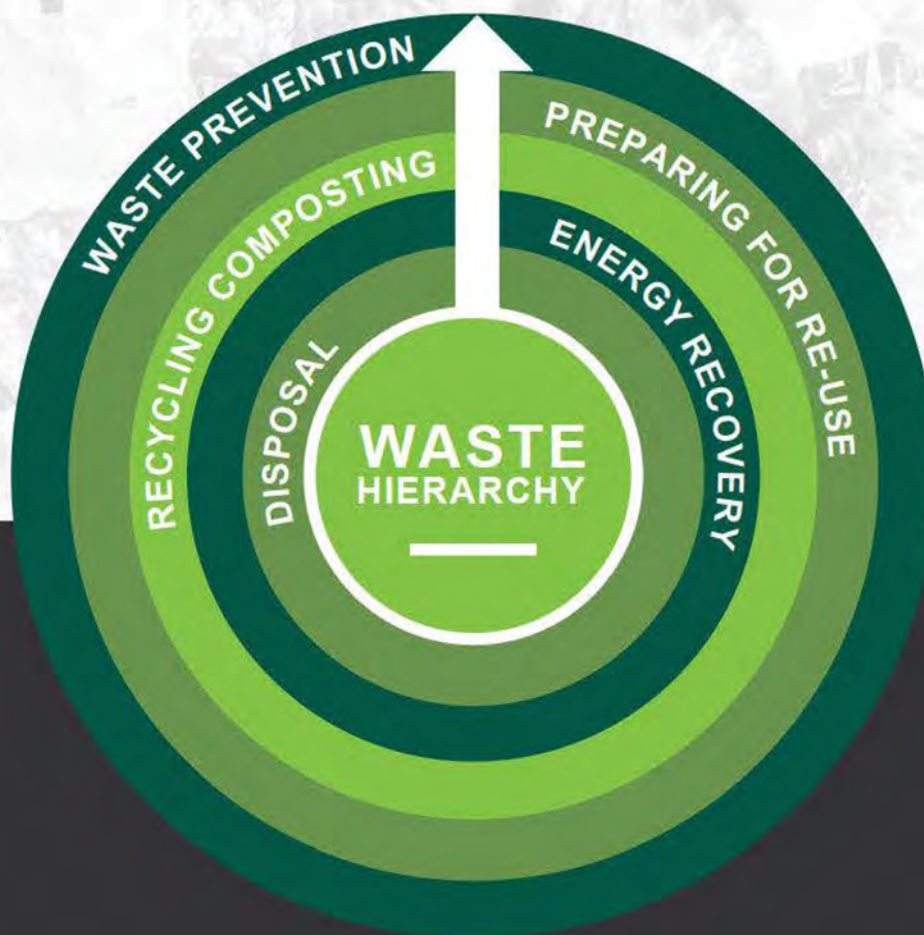 WASTE PREVENTION
PREPARING FOR RE-USE
RECYCLING COMPOSTING
ENERGY RECOVERY
DISPOSAL
WASTE
HIERARCHY